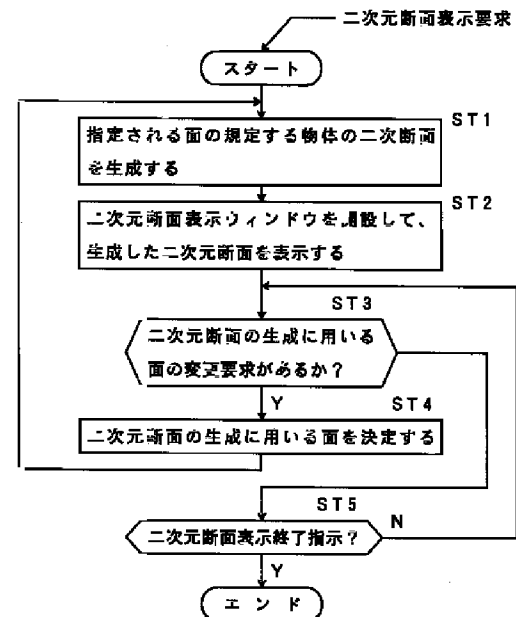 二次元断面表示要求
スタート
ST1
指定される面の規定する物体の二次断面
を生成する
ST2
二次元断面表示ウィンドウを開設して、
生成した二次元断面を表示する
ST3
二次元断面の生成に用いる
面の変更要求があるか？
Y
ST4
二次元断面の生成に用いる面を決定する
ST5
二次元断面表示終了指示？
N
Y
エンド